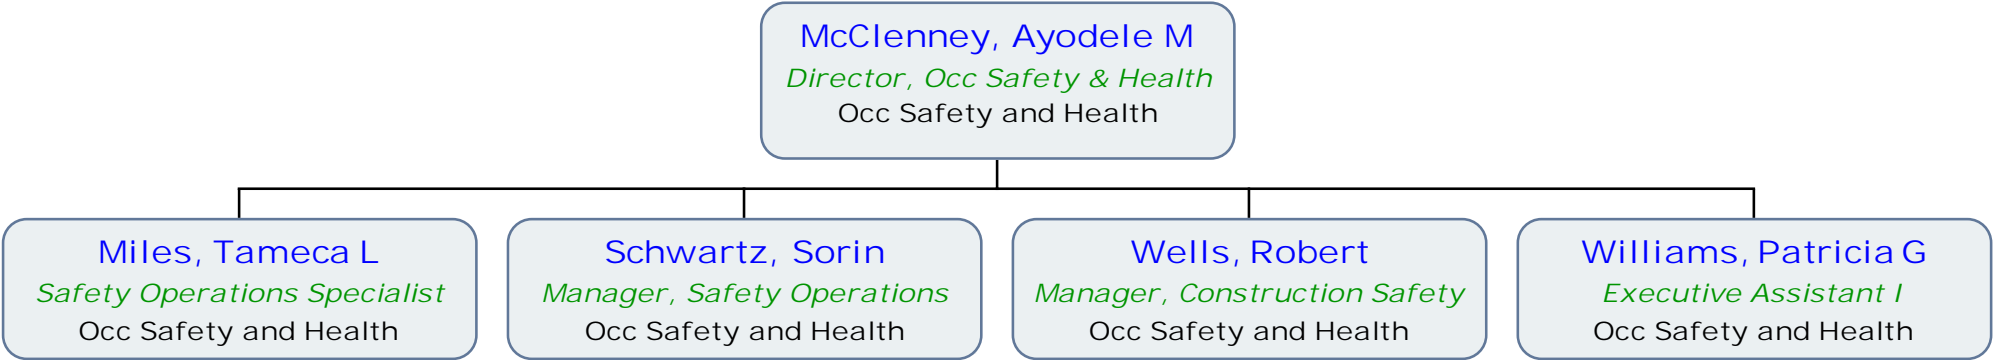 McClenney, Ayodele M
Director, Occ Safety & Health
Occ Safety and Health
Miles, Tameca L
Safety Operations Specialist
Occ Safety and Health
Schwartz, Sorin
Manager, Safety Operations
Occ Safety and Health
Wells, Robert
Manager, Construction Safety
Occ Safety and Health
Williams, Patricia G
Executive Assistant I
Occ Safety and Health